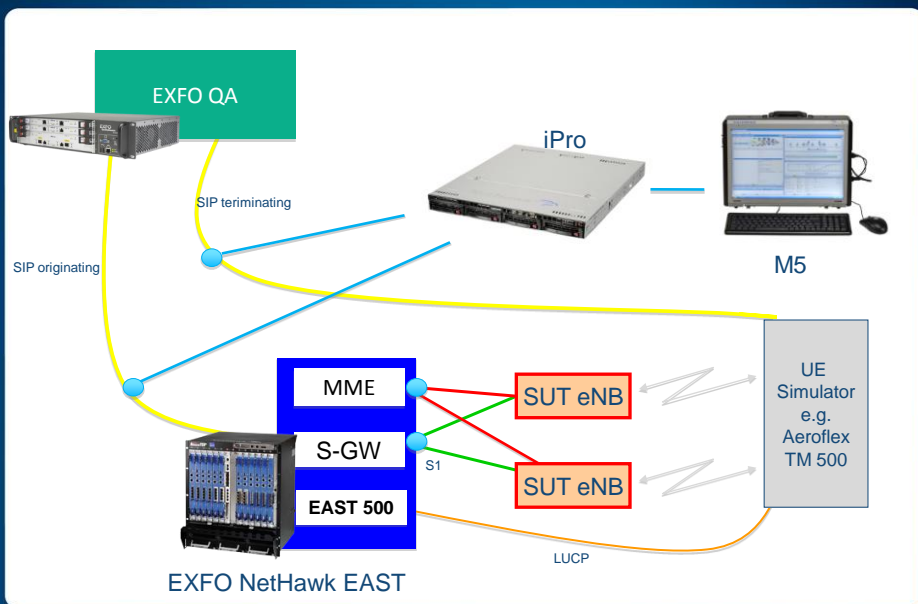 EXFO QA
EXFO
iPro
SIP teriminating
SIP originating
M5
MME
S-GW
EAST 500
S1
SUT eNB
SUT eNB
UE
Simulator
e.g.
Aeroflex
TM 500
LUCP
EXFO NetHawk EAST